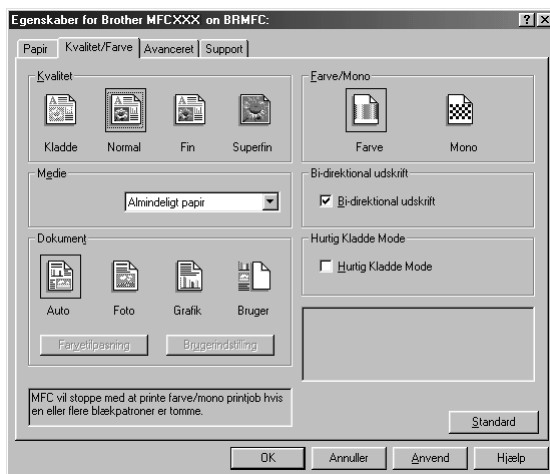 Egenskaber for Brother MFCXXX on BRMFC:
Papir Kvalitet/Farve Avanceret Support
Kvalitet
Kladde Normal Fin Superfin
Farve/Mono
Farve Mono
Medie
Almindeligt papir
Bi-direktional udskrift
Bi-direktional udskrift
Dokument
Auto Foto Grafik Bruger
Farvetilpasning Brugerindstilling
Hurtig Kladde Mode
Hurtig Kladde Mode
MFC vil stoppe med at printe farve/mono printjob hvis
en eller flere blækpatroner er tomme.
Standard
OK Annuller Anvend Hjælp